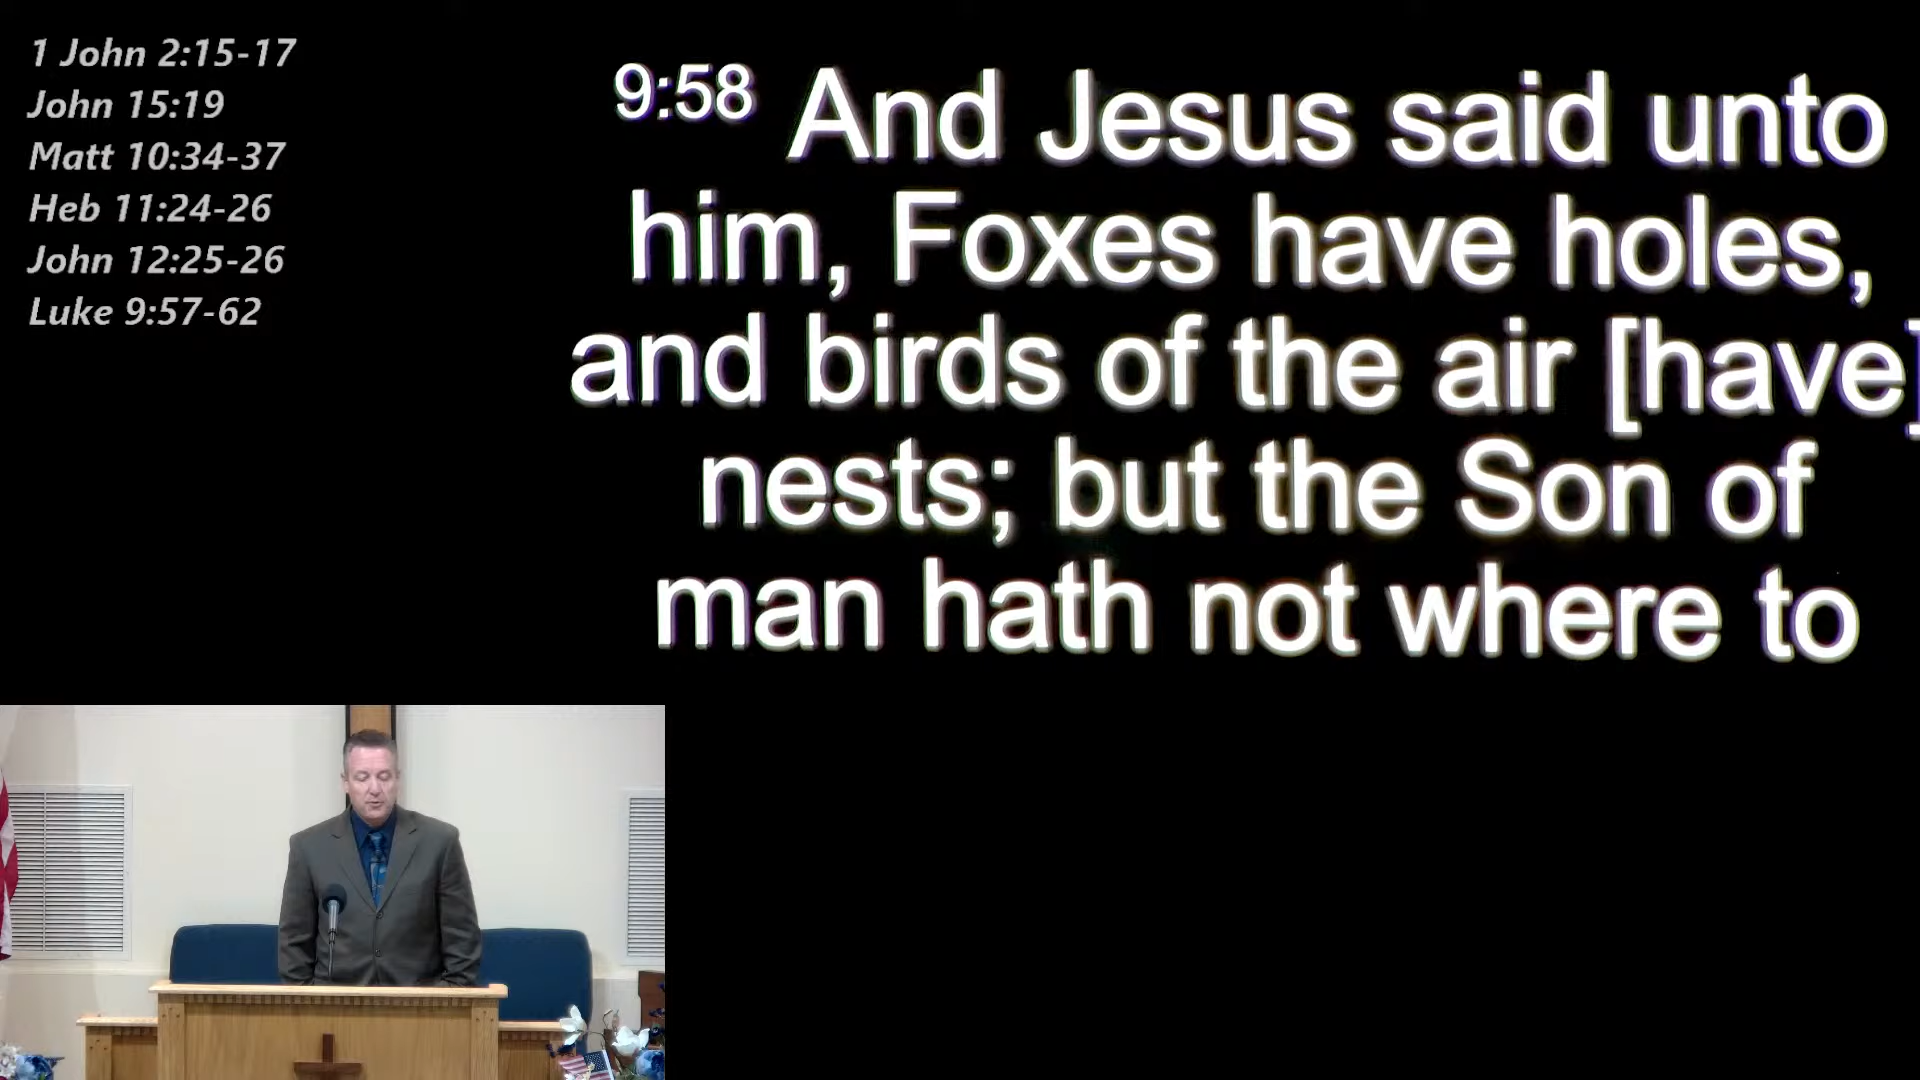 1 John 2:15-17
John 15:19
Matt 10:34-37
Heb 11:24-26
John 12:25-26
Luke 9:57-62
9:58 And Jesus said unto
him, Foxes have holes,
and birds of the air [have]
nests; but the Son of
man hath not where to